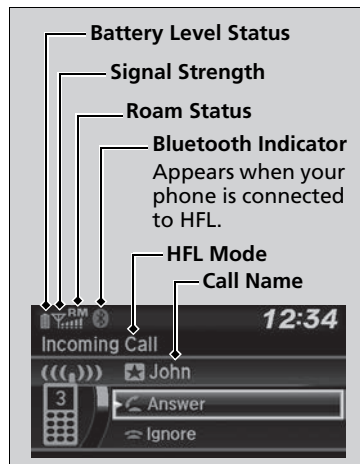 Battery Level Status
Signal Strength
Roam Status
Bluetooth Indicator
Appears when your
phone is connected
to HFL.
HFL Mode
Call Name
RM
12:34
Incoming Call
John
3
Answer
Ignore